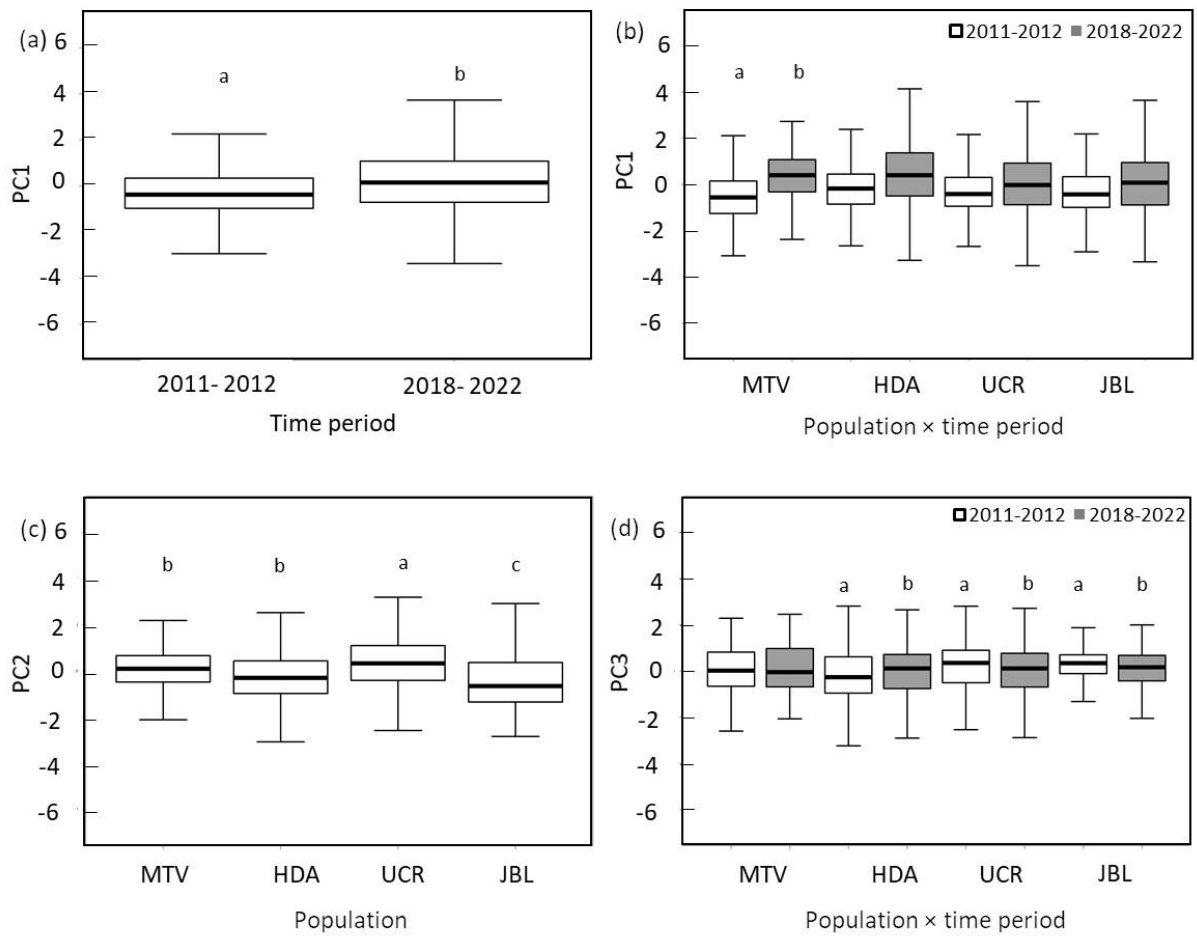 (a)
6
4
2
0
-2
-4
-6
PC1
a b
2011- 2012 2018- 2022
Time period
(b)
6
4
2
0
-2
-4
-6
PC1
2011-2012 2018-2022
a b
MTV HDA UCR JBL
Population × time period
(c)
6
4
2
0
-2
-4
-6
PC2
b b a c
MTV HDA UCR JBL
Population
(d)
6
4
2
0
-2
-4
-6
PC3
2011-2012 2018-2022
a b a b a b
MTV HDA UCR JBL
Population × time period